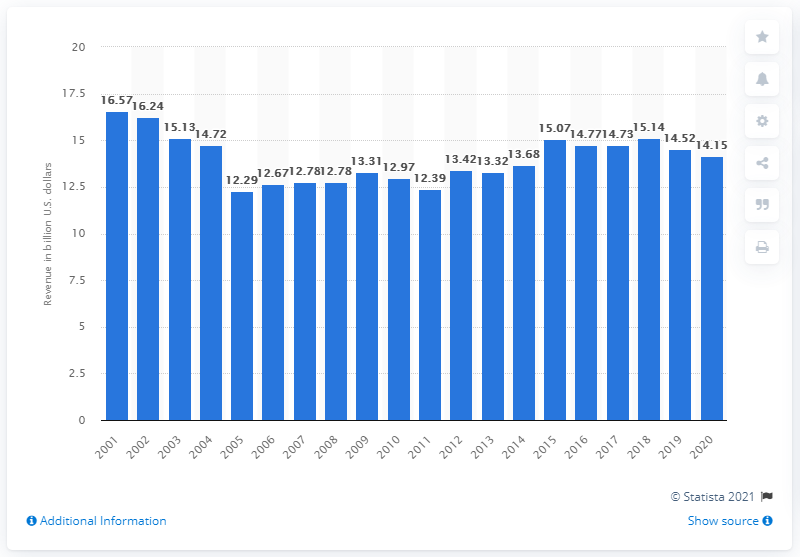 20
17.5
15
12.5
10
7.5
5
2.5
0
Revenue in billion U.S. dollars
16.57 16.24 15.13 14.72 12.29 12.67 12.78 12.78 13.31 12.97 12.39 13.42 13.32 13.68 15.07 14.77 14.73 15.14 14.52 14.15
2001 2002 2003 2004 2005 2006 2007 2008 2009 2010 2011 2012 2013 2014 2015 2016 2017 2018 2019 2020
© Statista 2021
Additional Information
Show source